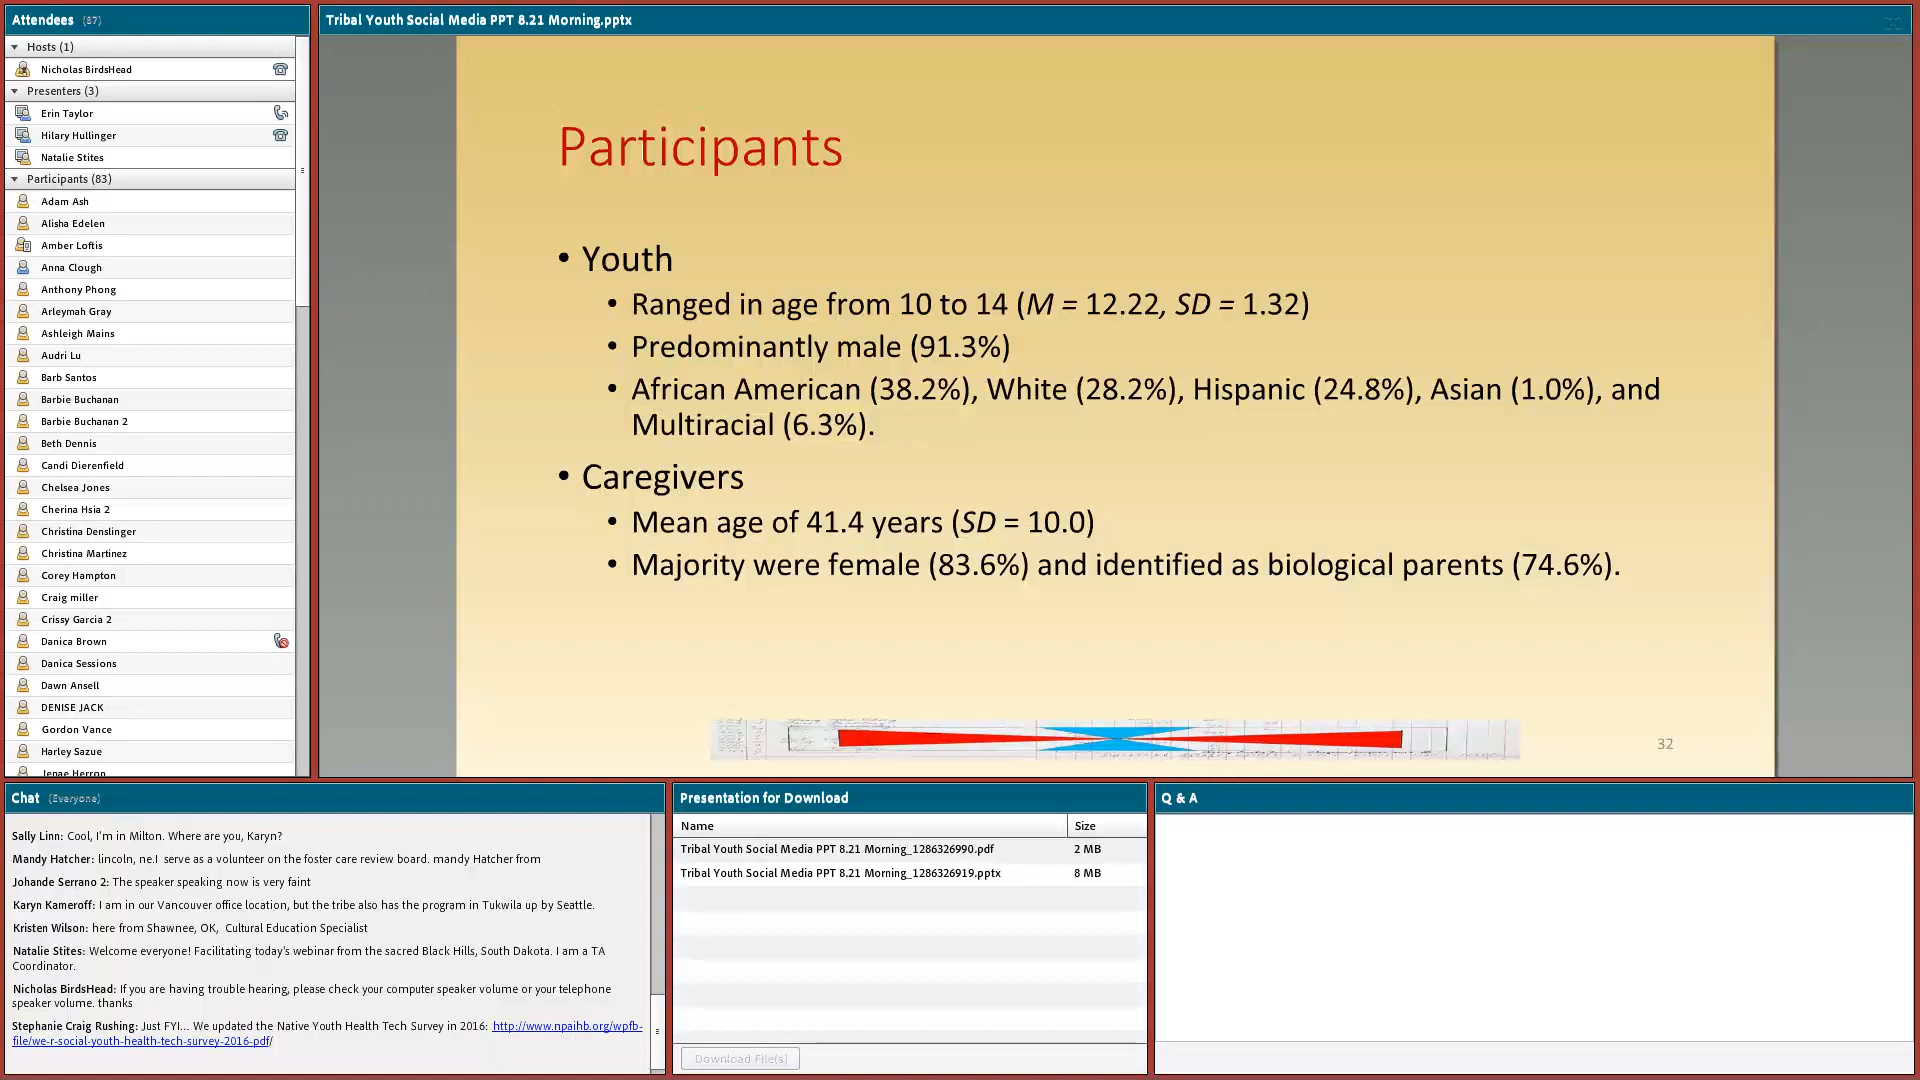 Attendees (87)
Hosts (1)
Nicholas BirdsHead
Presenters (3)
Erin Taylor
Hilary Hullinger
Natalie Stites
Participants (83)
Adam Ash
Alisha Edelen
Amber Loftis
Anna Clough
Anthony Phong
Arleymah Gray
Ashleigh Mains
Audri Lu
Barb Santos
Barbie Buchanan
Barbie Buchanan 2
Beth Dennis
Candi Dierenfield
Chelsea Jones
Cherina Hsia 2
Christina Denslinger
Christina Martinez
Corey Hampton
Craig miller
Crissy Garcia 2
Danica Brown
Danica Sessions
Dawn Ansell
DENISE JACK
Gordon Vance
Harley Sazue
Jenae Herron
Tribal Youth Social Media PPT 8.21 Morning.pptx
Participants
• Youth
• Ranged in age from 10 to 14 (M = 12.22, SD = 1.32)
• Predominantly male (91.3%)
• African American (38.2%), White (28.2%), Hispanic (24.8%), Asian (1.0%), and
Multiracial (6.3%).
• Caregivers
• Mean age of 41.4 years (SD = 10.0)
• Majority were female (83.6%) and identified as biological parents (74.6%).
32
Chat (Everyone)
Sally Linn: Cool, I'm in Milton. Where are you, Karyn?
Mandy Hatcher: lincoln, ne.I serve as a volunteer on the foster care review board. mandy Hatcher from
Johande Serrano 2: The speaker speaking now is very faint
Karyn Kameroff: I am in our Vancouver office location, but the tribe also has the program in Tukwila up by Seattle.
Kristen Wilson: here from Shawnee, OK, Cultural Education Specialist
Natalie Stites: Welcome everyone! Facilitating today's webinar from the sacred Black Hills, South Dakota. I am a TA
Coordinator.
Nicholas BirdsHead: If you are having trouble hearing, please check your computer speaker volume or your telephone
speaker volume. thanks
Stephanie Craig Rushing: Just FYI... We updated the Native Youth Health Tech Survey in 2016: http://www.npaihb.org/wpfb-
file/we-r-social-youth-health-tech-survey-2016-pdf/
Presentation for Download
Name Size
Tribal Youth Social Media PPT 8.21 Morning_1286326990.pdf 2 MB
Tribal Youth Social Media PPT 8.21 Morning_1286326919.pptx 8 MB
Download File(s)
Q & A